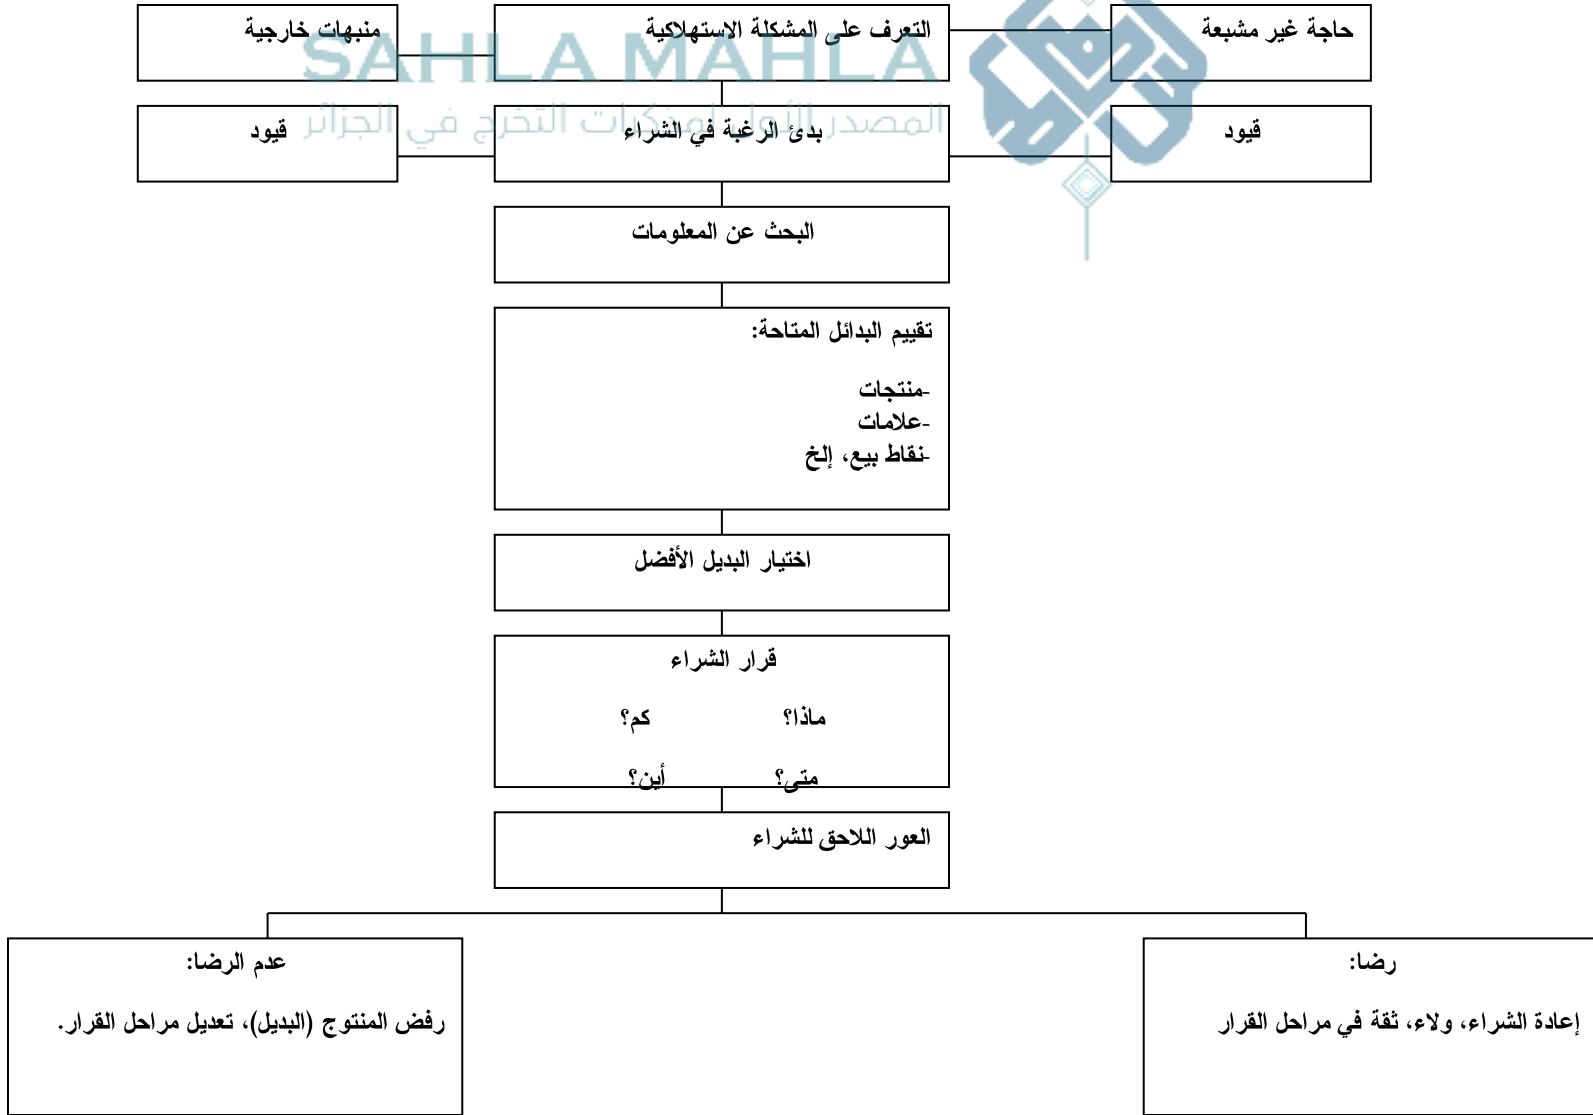 حاجة غير مشبعة
التعرف على المشكلة الاستهلاكية
منبهات خارجية
SAHLA MAHLA
المصدر الأول لمذكرات التخرج في الجزائر
قيود
بدئ الرغبة في الشراء
قيود
البحث عن المعلومات
تقييم البدائل المتاحة:
-منتجات
-علامات
-نقاط بيع، إلخ
اختيار البديل الأفضل
قرار الشراء
ماذا؟ كم؟
متى؟ أين؟
العور اللاحق للشراء
رضا:
إعادة الشراء، ولاء، ثقة في مراحل القرار
عدم الرضا:
رفض المنتوج (البديل)، تعديل مراحل القرار.